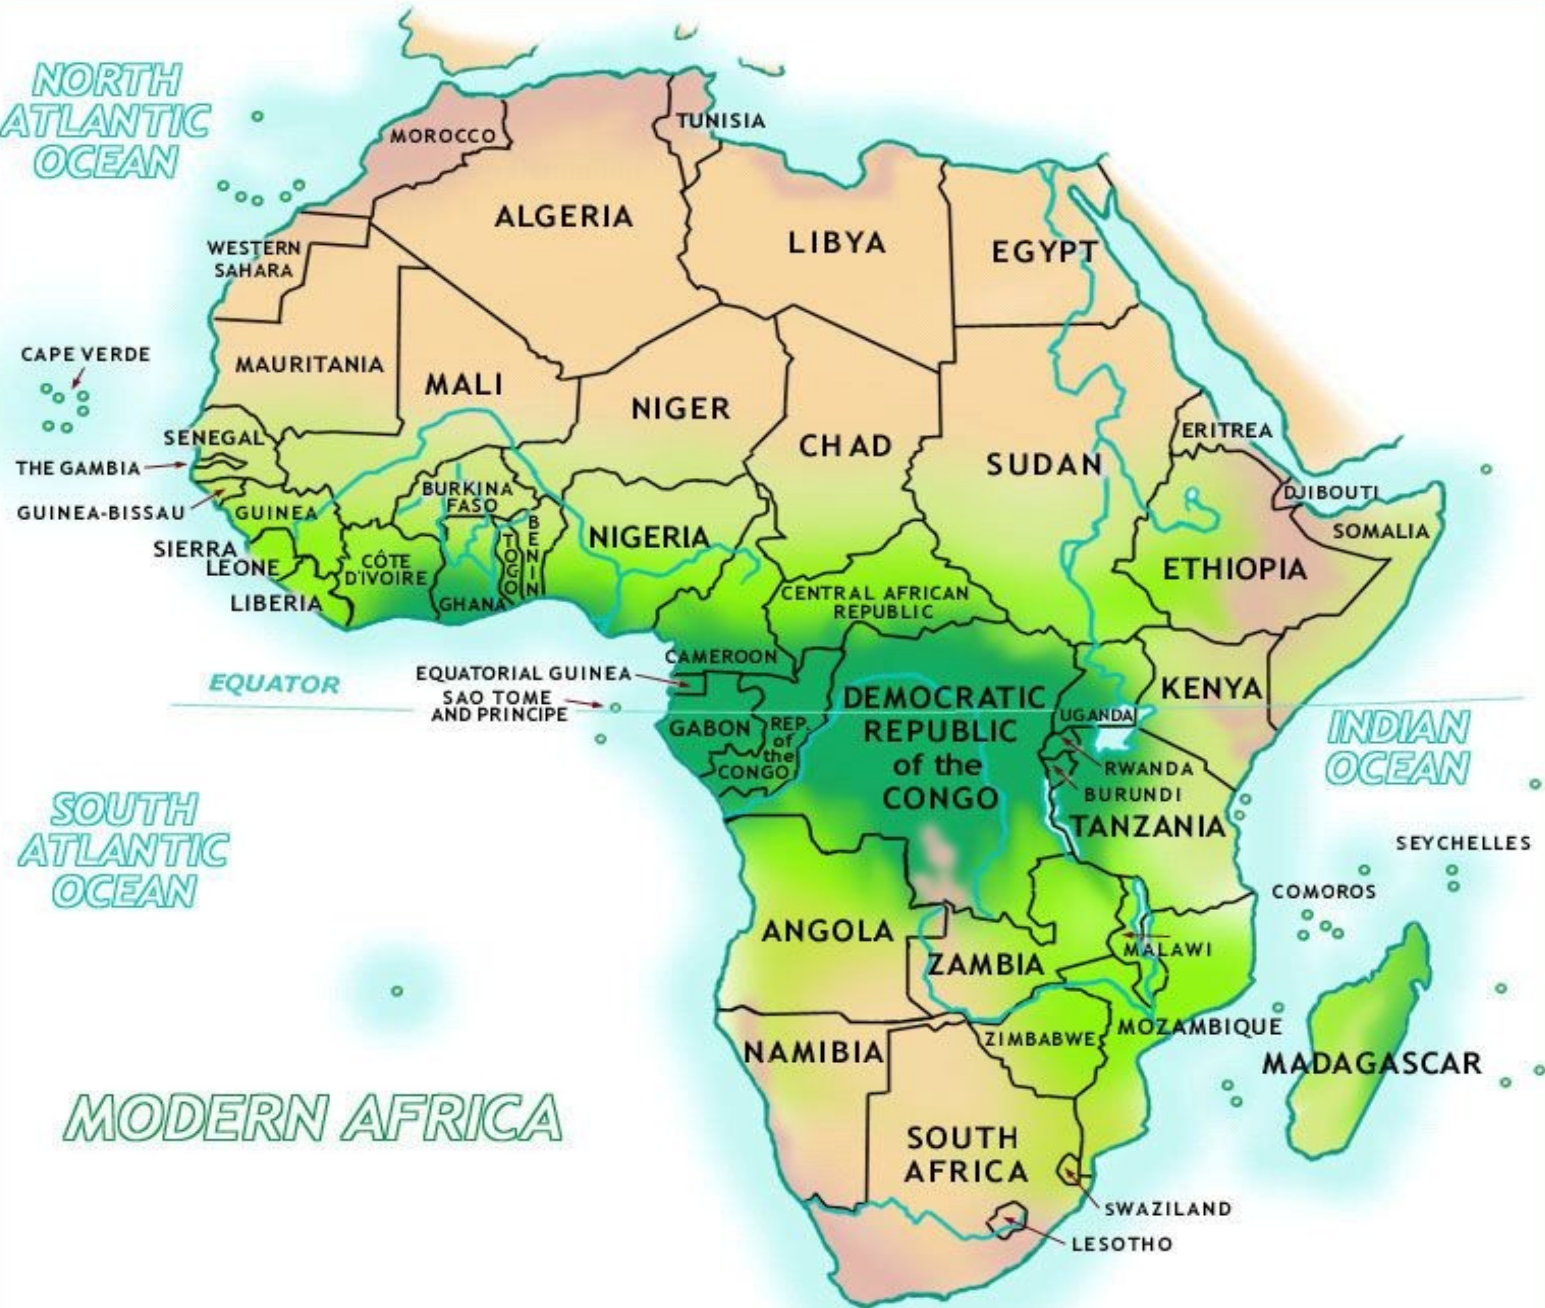 NORTH
ATLANTIC
OCEAN
MOROCCO
TUNISIA
ALGERIA
LIBYA
EGYPT
WESTERN
SAHARA
CAPE VERDE
MAURITANIA
MALI
NIGER
CHAD
SUDAN
ERITREA
SENEGAL
THE GAMBIA
GUINEA-BISSAU
GUINEA
BURKINA
FASO
BENIN
TOGO
NIGERIA
DJIBOUTI
SOMALIA
ETHIOPIA
SIERRA
LEONE
CÔTE
D'IVOIRE
LIBERIA
GHANA
CENTRAL AFRICAN
REPUBLIC
CAMEROON
EQUATORIAL GUINEA
SAO TOME
AND PRINCIPE
EQUATOR
GABON
REP.
of
the
CONGO
DEMOCRATIC
REPUBLIC
of the
CONGO
UGANDA
KENYA
RWANDA
BURUNDI
TANZANIA
INDIAN
OCEAN
SOUTH
ATLANTIC
OCEAN
SEYCHELLES
COMOROS
ANGOLA
ZAMBIA
MALAWI
MOZAMBIQUE
ZIMBABWE
NAMIBIA
MADAGASCAR
MODERN AFRICA
SOUTH
AFRICA
SWAZILAND
LESOTHO